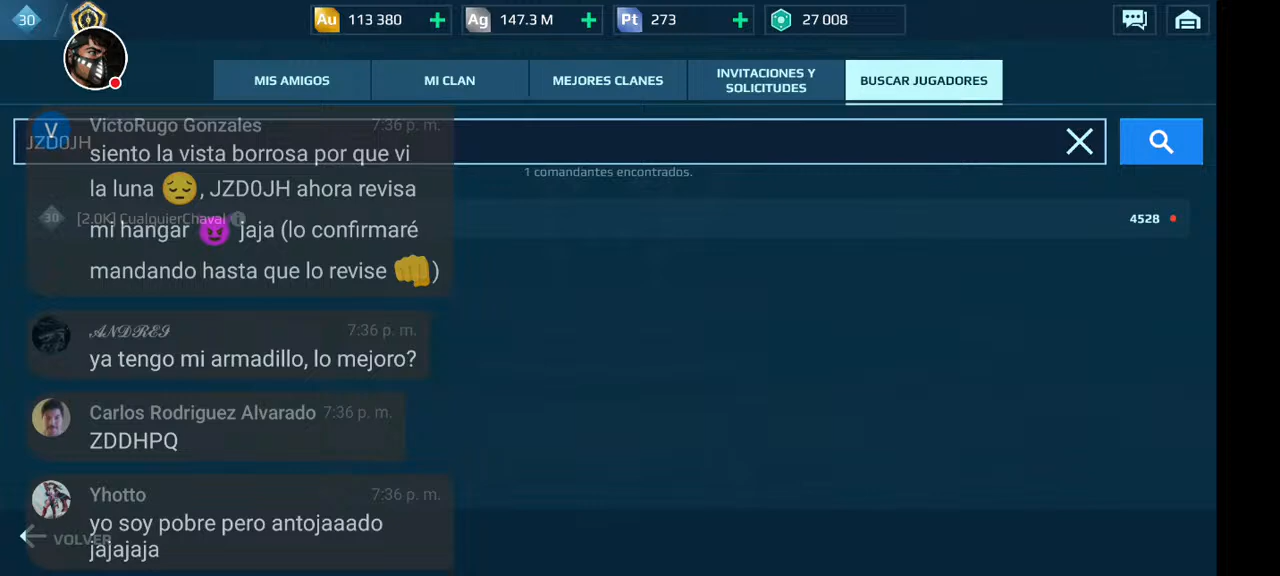 30
Au 113 380 +
Ag 147.3 M +
Pt 273 +
27 008
MIS AMIGOS
MI CLAN
MEJORES CLANES
INVITACIONES Y
SOLICITUDES
BUSCAR JUGADORES
JZD0JH
1 comandantes encontrados.
30 [2.0K] CualquierChaval
4528
V
VictoRugo Gonzales 7:36 p. m.
siento la vista borrosa por que vi
la luna 😔, JZD0JH ahora revisa
mi hangar 😈 jaja (lo confirmaré
mandando hasta que lo revise 👊)
𝒜𝒩𝒟𝑅𝐸𝐼 7:36 p. m.
ya tengo mi armadillo, lo mejoro?
Carlos Rodriguez Alvarado 7:36 p. m.
ZDDHPQ
Yhotto 7:36 p. m.
yo soy pobre pero antojaaado
jajajaja
VOLVER